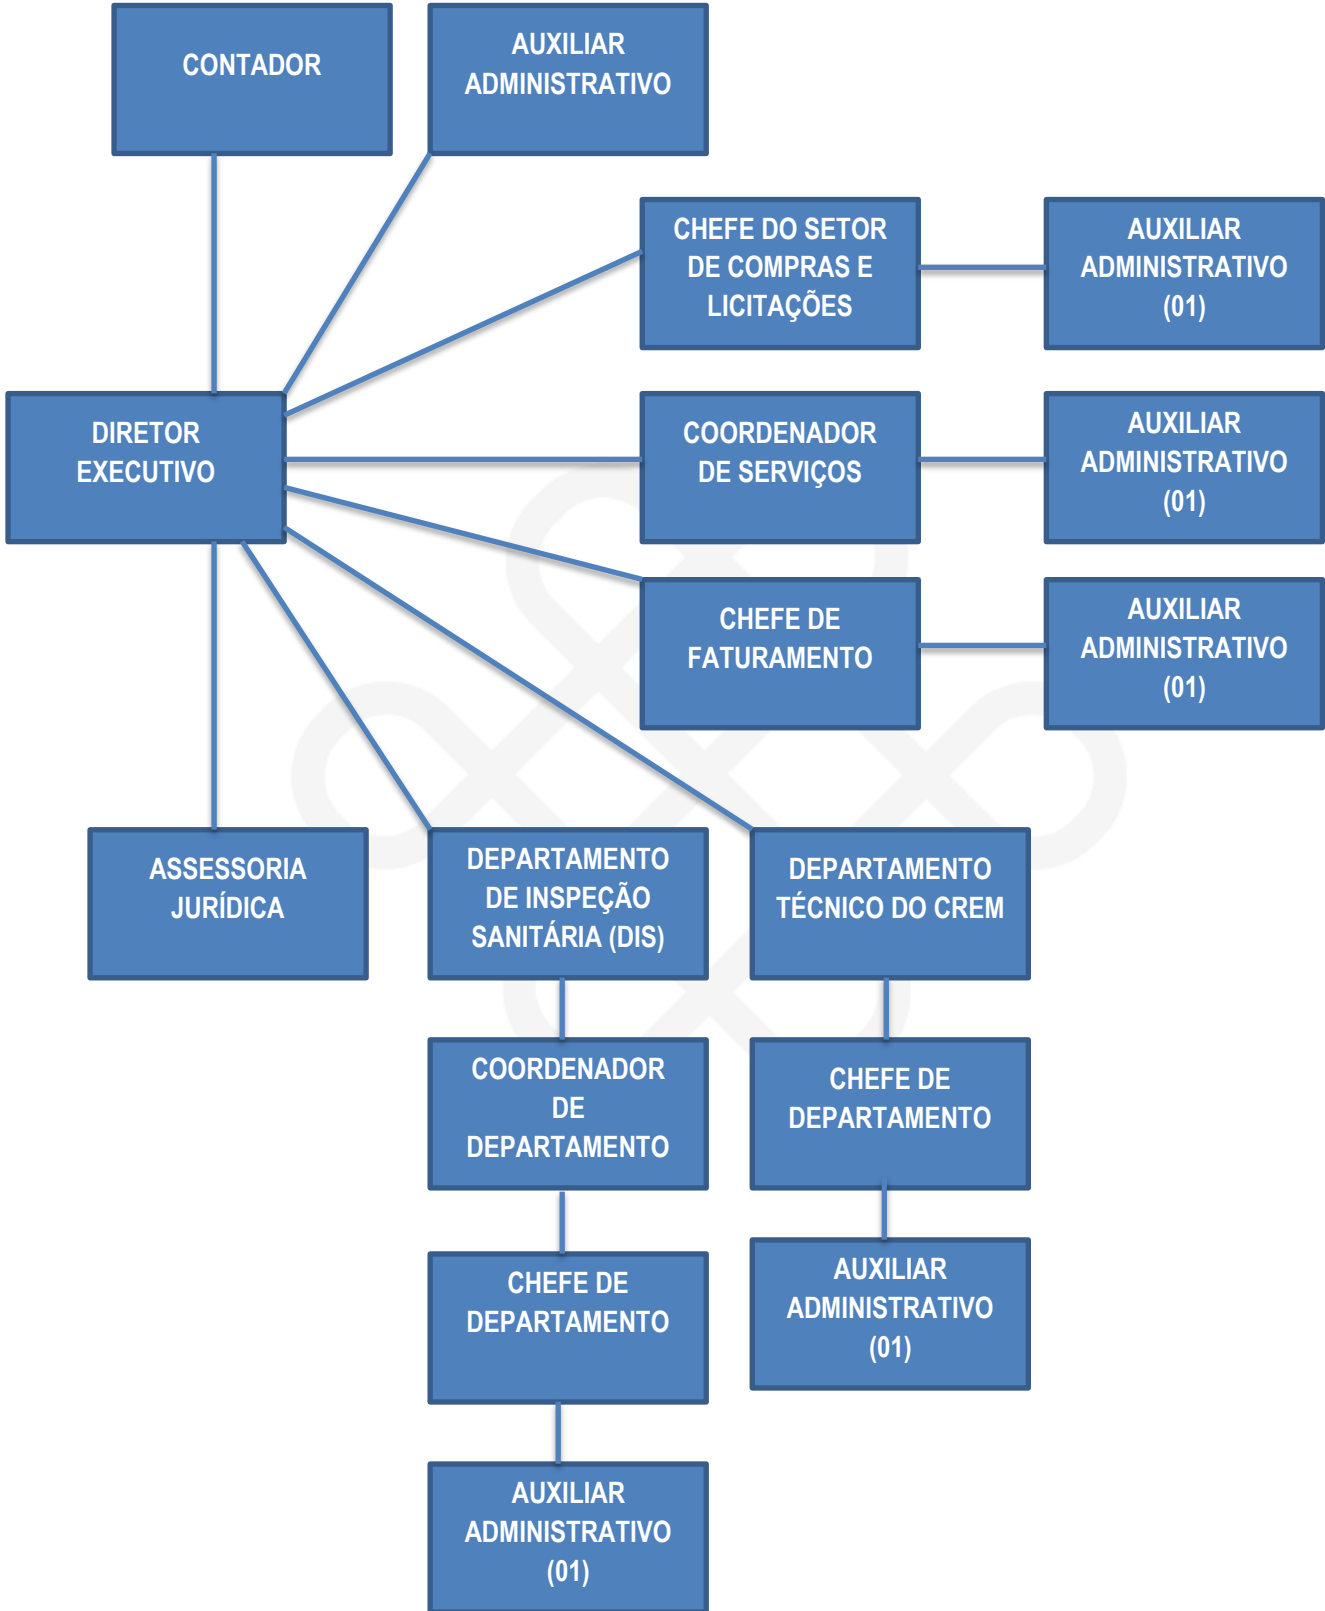 CONTADOR
AUXILIAR
ADMINISTRATIVO
CHEFE DO SETOR
DE COMPRAS E
LICITAÇÕES
AUXILIAR
ADMINISTRATIVO
(01)
DIRETOR
EXECUTIVO
COORDENADOR
DE SERVIÇOS
AUXILIAR
ADMINISTRATIVO
(01)
CHEFE DE
FATURAMENTO
AUXILIAR
ADMINISTRATIVO
(01)
ASSESSORIA
JURÍDICA
DEPARTAMENTO
DE INSPEÇÃO
SANITÁRIA (DIS)
DEPARTAMENTO
TÉCNICO DO CREM
COORDENADOR
DE
DEPARTAMENTO
CHEFE DE
DEPARTAMENTO
CHEFE DE
DEPARTAMENTO
AUXILIAR
ADMINISTRATIVO
(01)
AUXILIAR
ADMINISTRATIVO
(01)